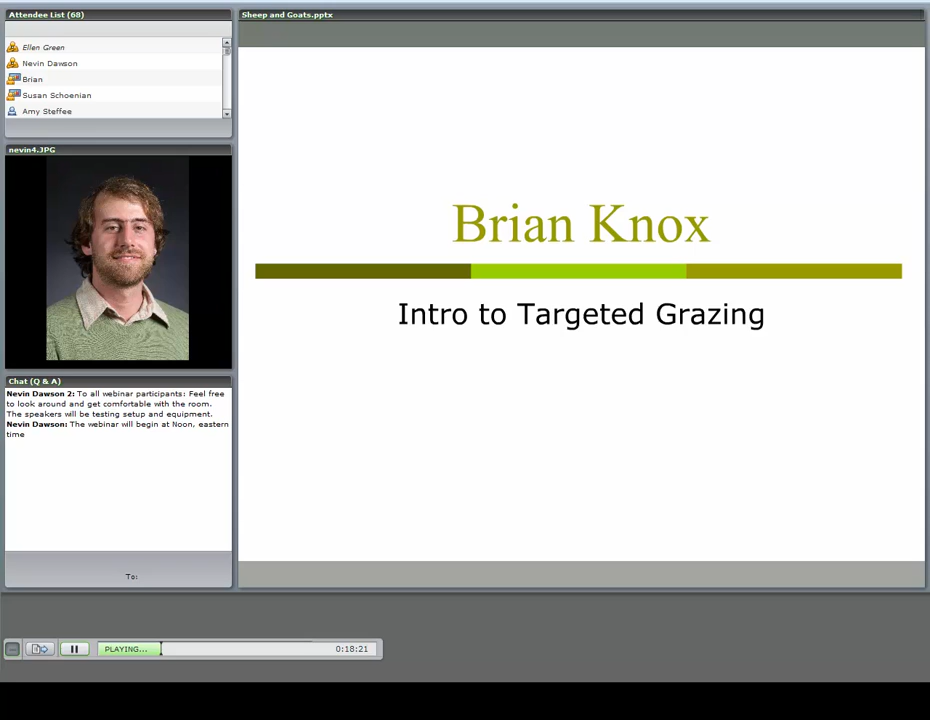 Attendee List (68)
Ellen Green
Nevin Dawson
Brian
Susan Schoenian
Amy Steffee
nevin4.JPG
Chat (Q & A)
Nevin Dawson 2: To all webinar participants: Feel free
to look around and get comfortable with the room.
The speakers will be testing setup and equipment.
Nevin Dawson: The webinar will begin at Noon, eastern
time
To:
Sheep and Goats.pptx
Brian Knox
Intro to Targeted Grazing
PLAYING...
0:18:21